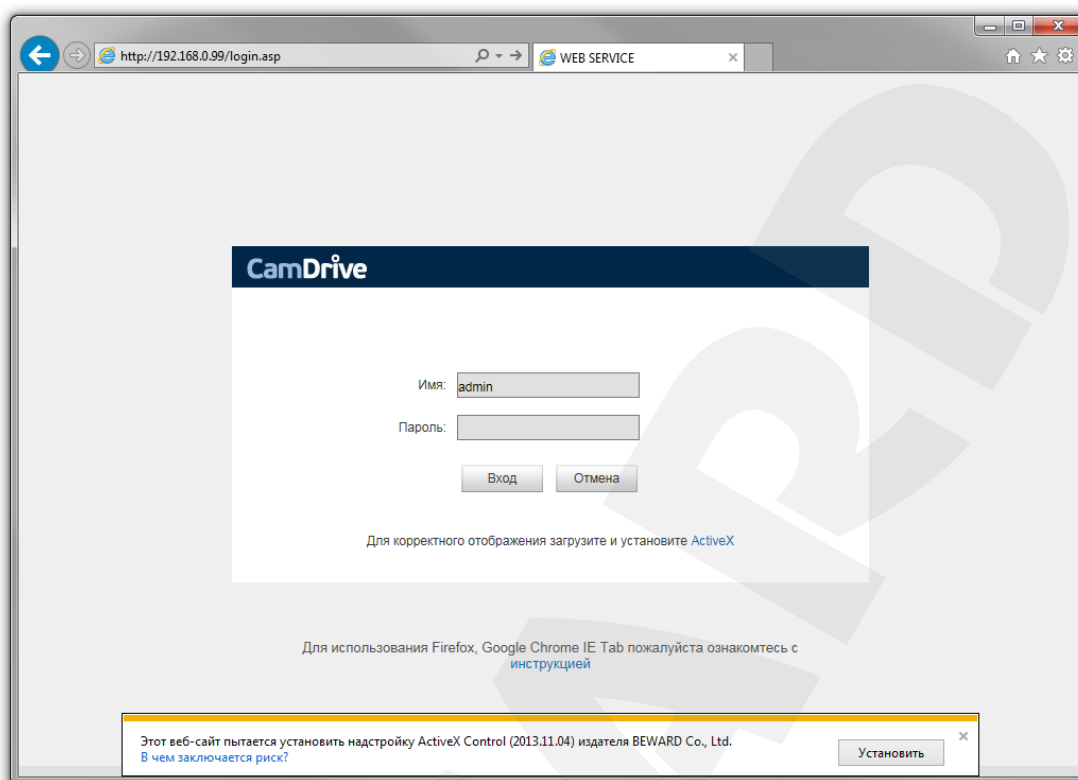 http://192.168.0.99/login.asp
WEB SERVICE
CamDrive
Имя: admin
Пароль:
Вход Отмена
Для корректного отображения загрузите и установите ActiveX
Для использования Firefox, Google Chrome IE Tab пожалуйста ознакомтесь с
инструкцией
Этот веб-сайт пытается установить надстройку ActiveX Control (2013.11.04) издателя BEWARD Co., Ltd.
В чем заключается риск?
Установить